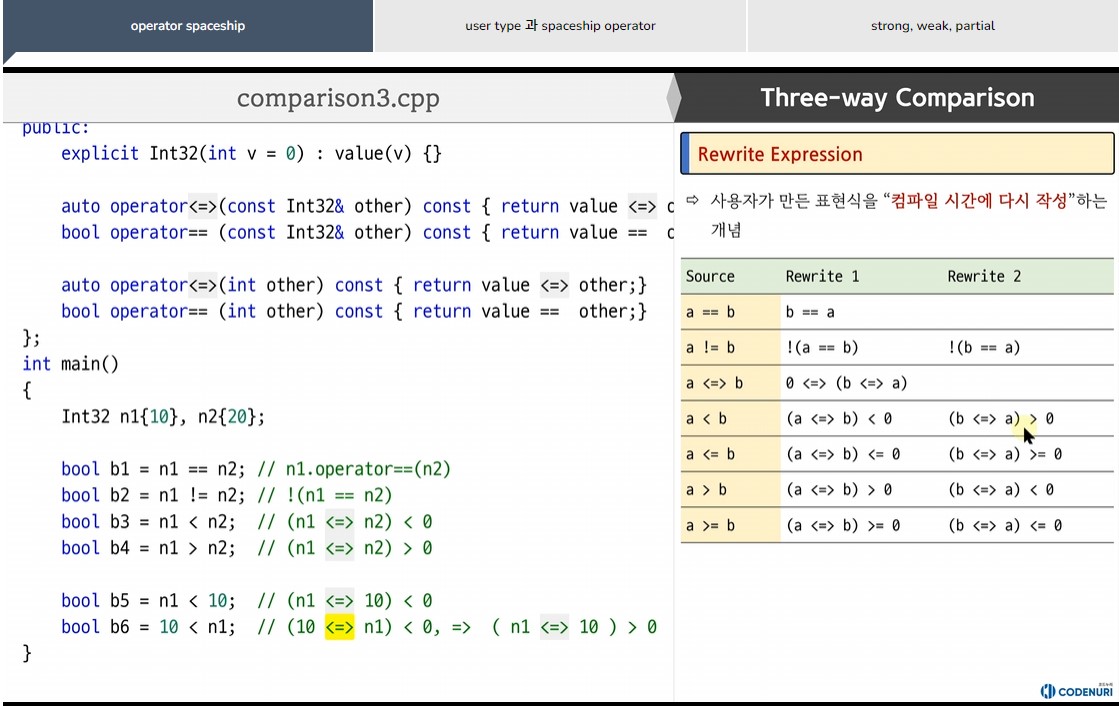 operator spaceship
user type 과 spaceship operator
strong, weak, partial
comparison3.cpp
Three-way Comparison
public:
explicit Int32(int v = 0) : value(v) {}
auto operator<=>(const Int32& other) const { return value <=> o
bool operator== (const Int32& other) const { return value == o
auto operator<=>(int other) const { return value <=> other;}
bool operator== (int other) const { return value == other;}
};
int main()
{
Int32 n1{10}, n2{20};
bool b1 = n1 == n2; // n1.operator==(n2)
bool b2 = n1 != n2; // !(n1 == n2)
bool b3 = n1 < n2; // (n1 <=> n2) < 0
bool b4 = n1 > n2; // (n1 <=> n2) > 0
bool b5 = n1 < 10; // (n1 <=> 10) < 0
bool b6 = 10 < n1; // (10 <=> n1) < 0, => ( n1 <=> 10 ) > 0
}
Rewrite Expression
⇨ 사용자가 만든 표현식을 “컴파일 시간에 다시 작성”하는
개념
Source Rewrite 1 Rewrite 2
a == b b == a
a != b !(a == b) !(b == a)
a <=> b 0 <=> (b <=> a)
a < b (a <=> b) < 0 (b <=> a) > 0
a <= b (a <=> b) <= 0 (b <=> a) >= 0
a > b (a <=> b) > 0 (b <=> a) < 0
a >= b (a <=> b) >= 0 (b <=> a) <= 0
CODENURI